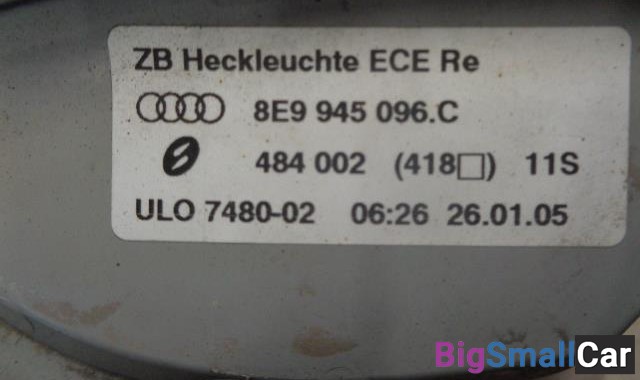 ZB Heckleuchte ECE Re
8E9 945 096.C
484 002 (418□) 11S
ULO 7480-02 06:26 26.01.05
BigSmallCar